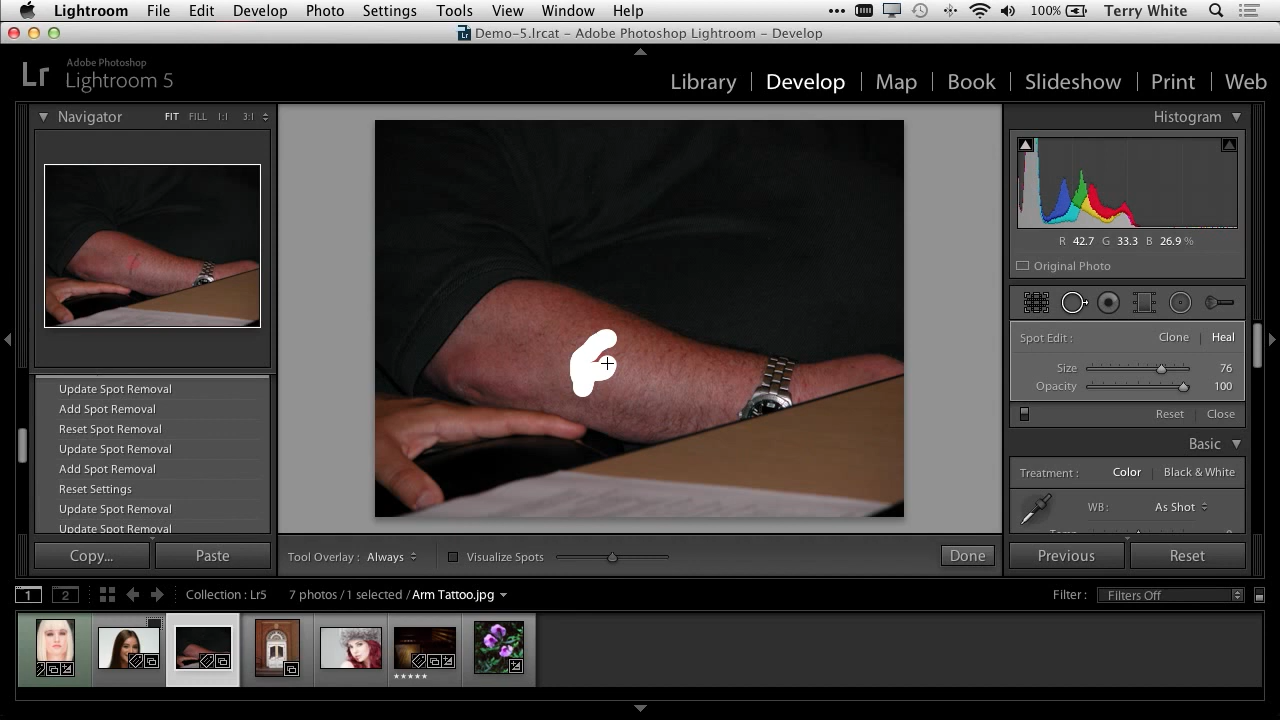 Lightroom File Edit Develop Photo Settings Tools View Window Help 100% Terry White
Demo-5.lrcat – Adobe Photoshop Lightroom – Develop
Lr Adobe Photoshop Lightroom 5
Library | Develop | Map | Book | Slideshow | Print | Web
Navigator FIT FILL 1:1 3:1
Histogram
R 42.7 G 33.3 B 26.9 %
Original Photo
Spot Edit : Clone | Heal
Size 76
Opacity 100
Reset Close
Basic
Treatment : Color | Black & White
WB: As Shot
Update Spot Removal
Add Spot Removal
Reset Spot Removal
Update Spot Removal
Add Spot Removal
Reset Settings
Update Spot Removal
Update Spot Removal
Copy... Paste
Tool Overlay : Always Visualize Spots Done
Previous Reset
1 2 Collection : Lr5 7 photos / 1 selected / Arm Tattoo.jpg Filter : Filters Off